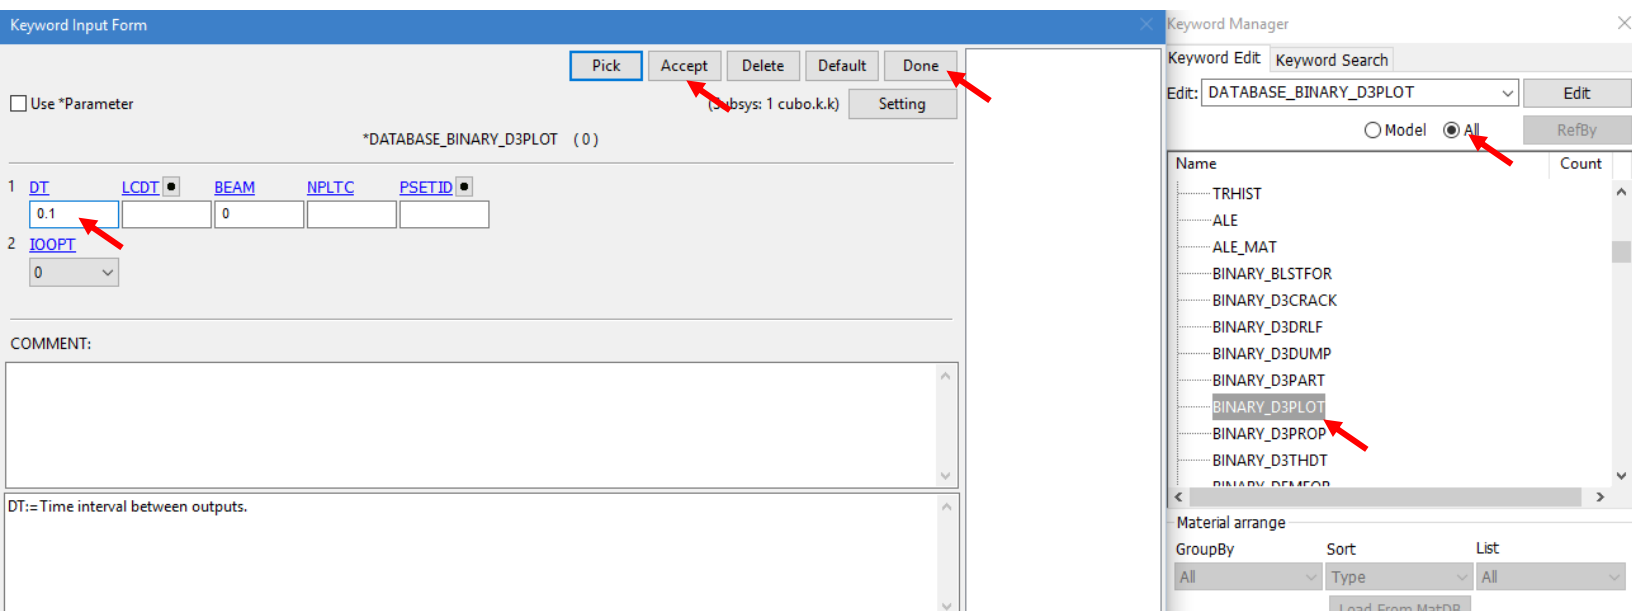 Keyword Input Form
Pick Accept Delete Default Done
Use *Parameter (Subsys: 1 cubo.k.k) Setting
*DATABASE_BINARY_D3PLOT (0)
1 DT LCDT BEAM NPLTC PSETID
0.1 0
2 IOOPT
0
COMMENT:
DT:=Time interval between outputs.
Keyword Manager
Keyword Edit Keyword Search
Edit: DATABASE_BINARY_D3PLOT Edit
Model All RefBy
Name Count
TRHIST
ALE
ALE_MAT
BINARY_BLSTFOR
BINARY_D3CRACK
BINARY_D3DRLF
BINARY_D3DUMP
BINARY_D3PART
BINARY_D3PLOT
BINARY_D3PROP
BINARY_D3THDT
BINARY_DEMFOR
Material arrange
GroupBy Sort List
All Type All
Load From MatDB